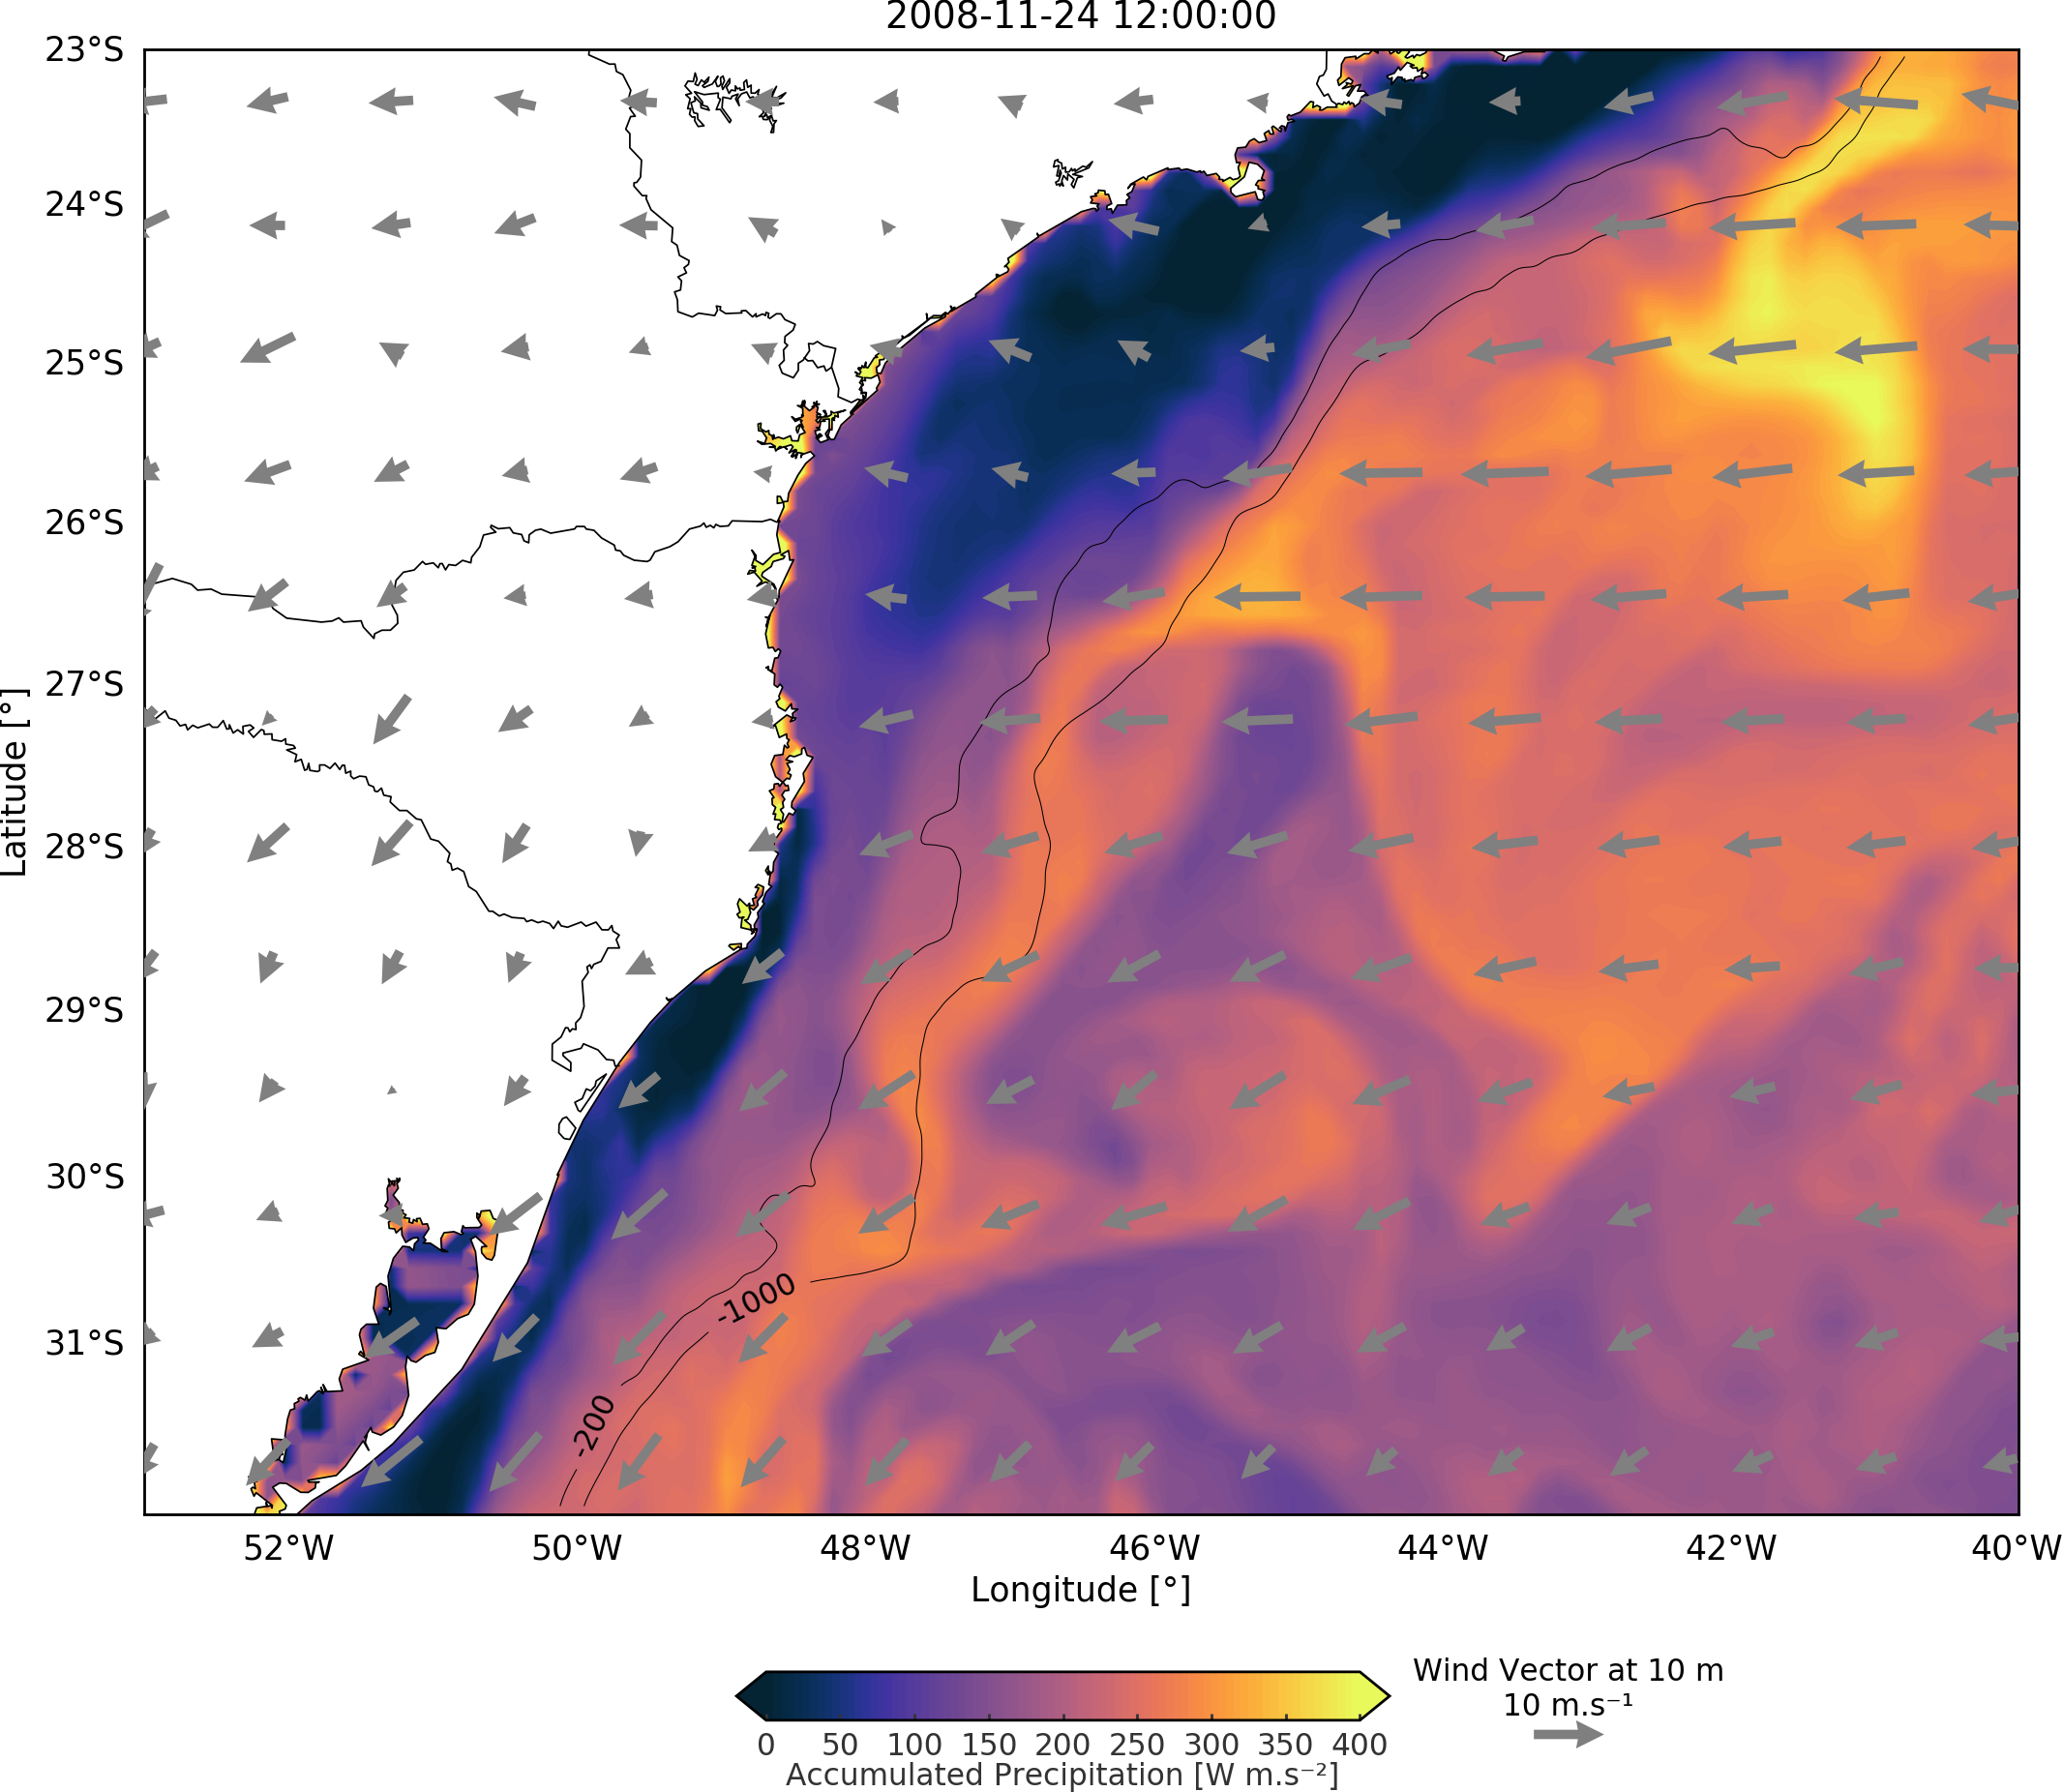 2008-11-24 12:00:00
23°S
24°S
25°S
26°S
27°S
28°S
29°S
30°S
31°S
Latitude [°]
-1000
-200
52°W 50°W 48°W 46°W 44°W 42°W 40°W
Longitude [°]
0 50 100 150 200 250 300 350 400
Accumulated Precipitation [W m.s⁻²]
Wind Vector at 10 m
10 m.s⁻¹